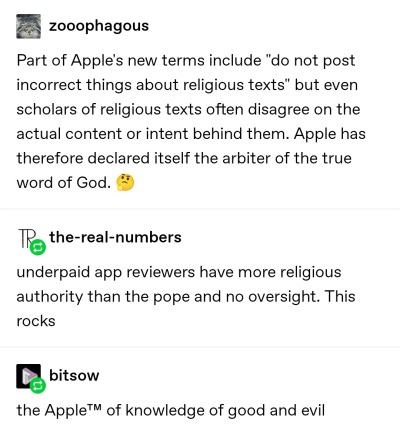 zooophagous
Part of Apple's new terms include "do not post
incorrect things about religious texts" but even
scholars of religious texts often disagree on the
actual content or intent behind them. Apple has
therefore declared itself the arbiter of the true
word of God. 🤔
the-real-numbers
underpaid app reviewers have more religious
authority than the pope and no oversight. This
rocks
bitsow
the Apple™ of knowledge of good and evil